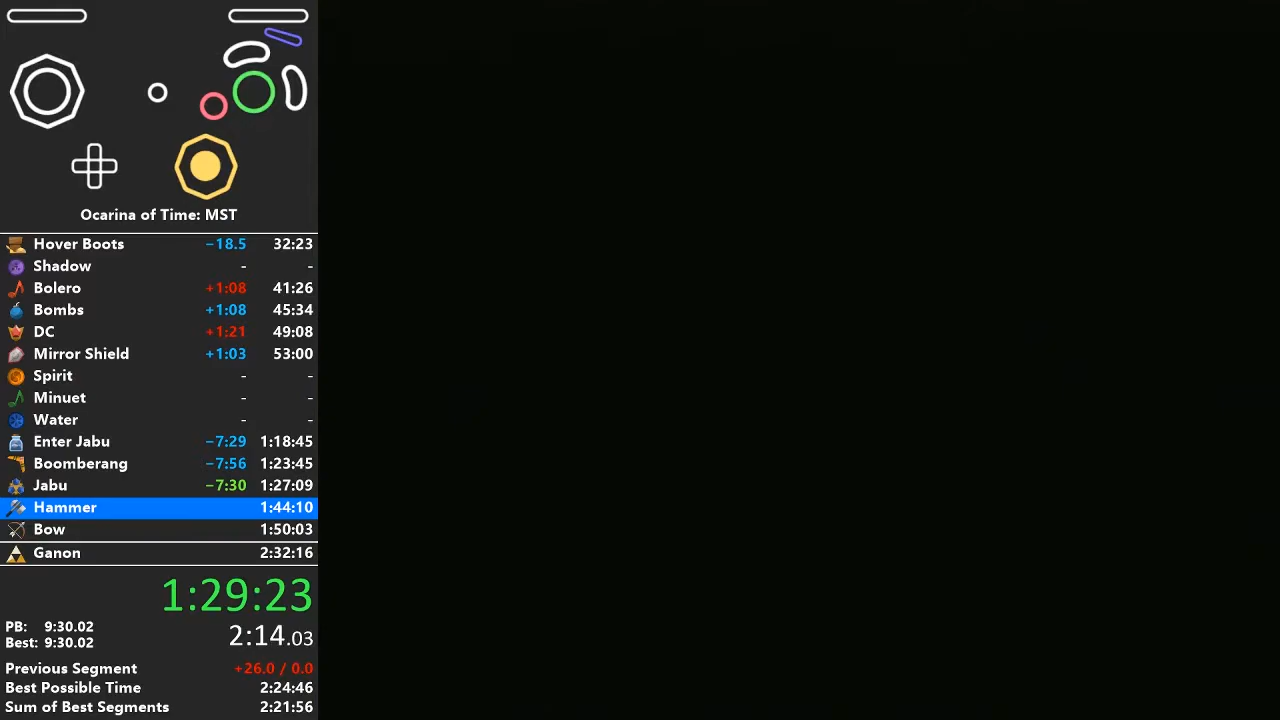 Ocarina of Time: MST
Hover Boots −18.5 32:23
Shadow - -
Bolero +1:08 41:26
Bombs +1:08 45:34
DC +1:21 49:08
Mirror Shield +1:03 53:00
Spirit - -
Minuet - -
Water - -
Enter Jabu −7:29 1:18:45
Boomberang −7:56 1:23:45
Jabu −7:30 1:27:09
Hammer 1:44:10
Bow 1:50:03
Ganon 2:32:16
1:29:23
PB: 9:30.02
Best: 9:30.02
2:14.03
Previous Segment +26.0 / 0.0
Best Possible Time 2:24:46
Sum of Best Segments 2:21:56